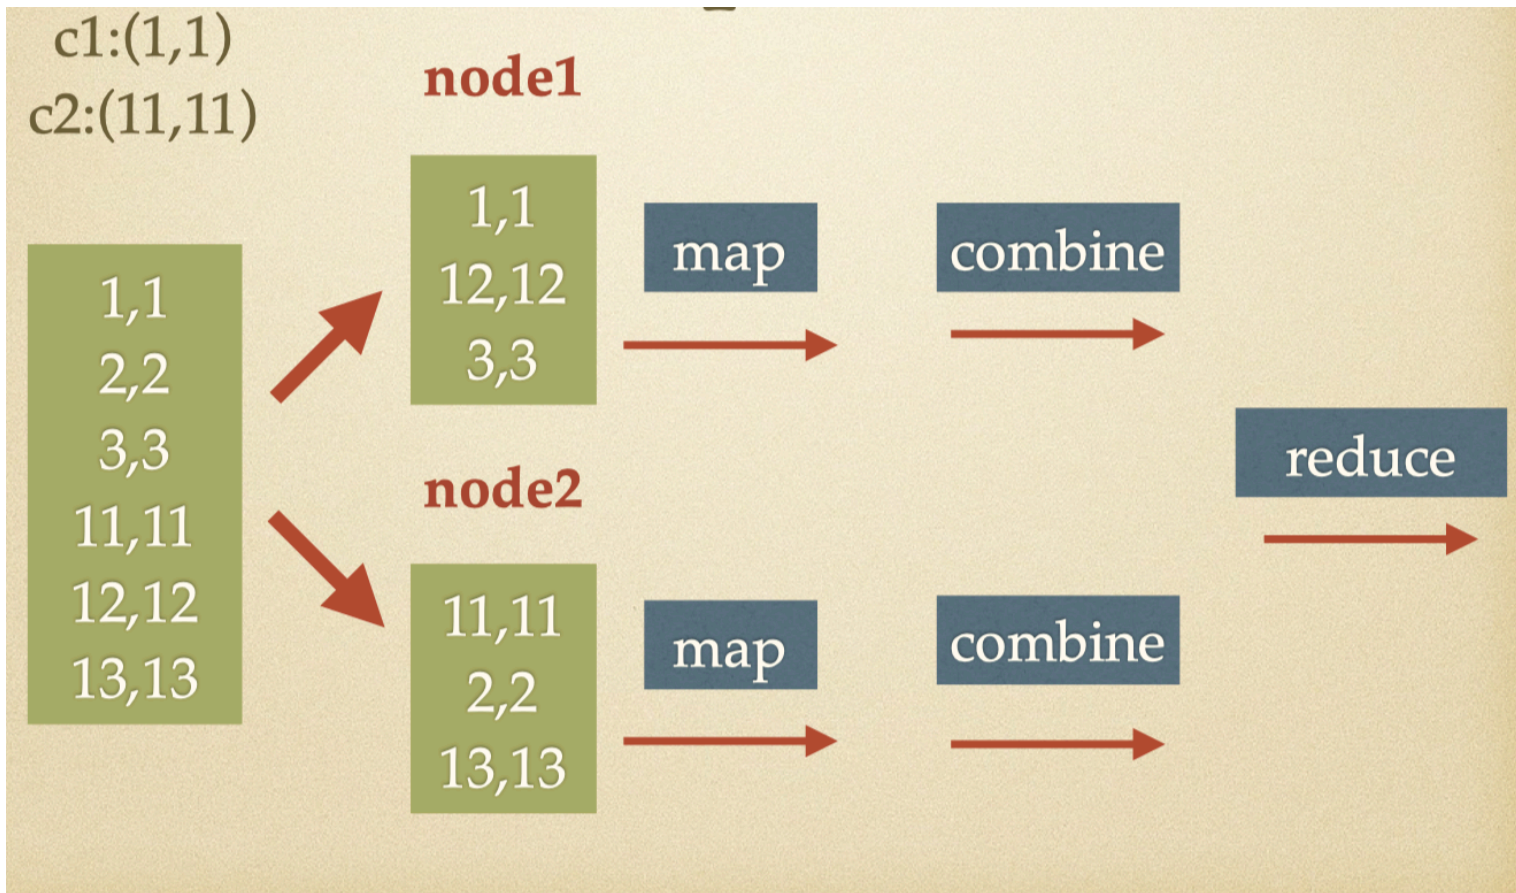 c1:(1,1)
c2:(11,11)
1,1
2,2
3,3
11,11
12,12
13,13
node1
1,1
12,12
3,3
map
combine
node2
11,11
2,2
13,13
map
combine
reduce